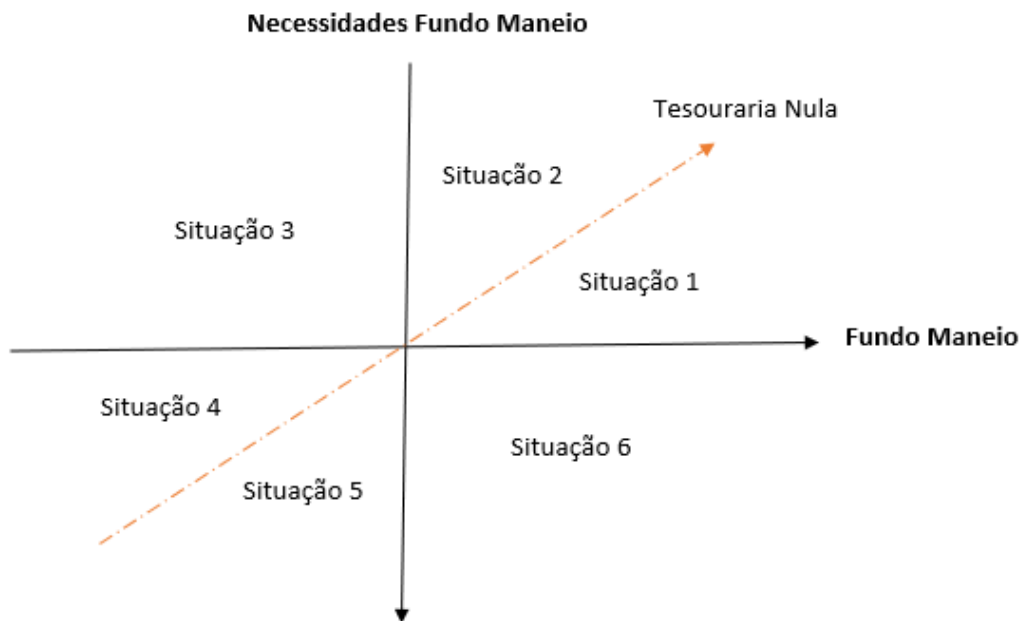 Necessidades Fundo Maneio
Tesouraria Nula
Situação 2
Situação 3
Situação 1
Fundo Maneio
Situação 4
Situação 6
Situação 5